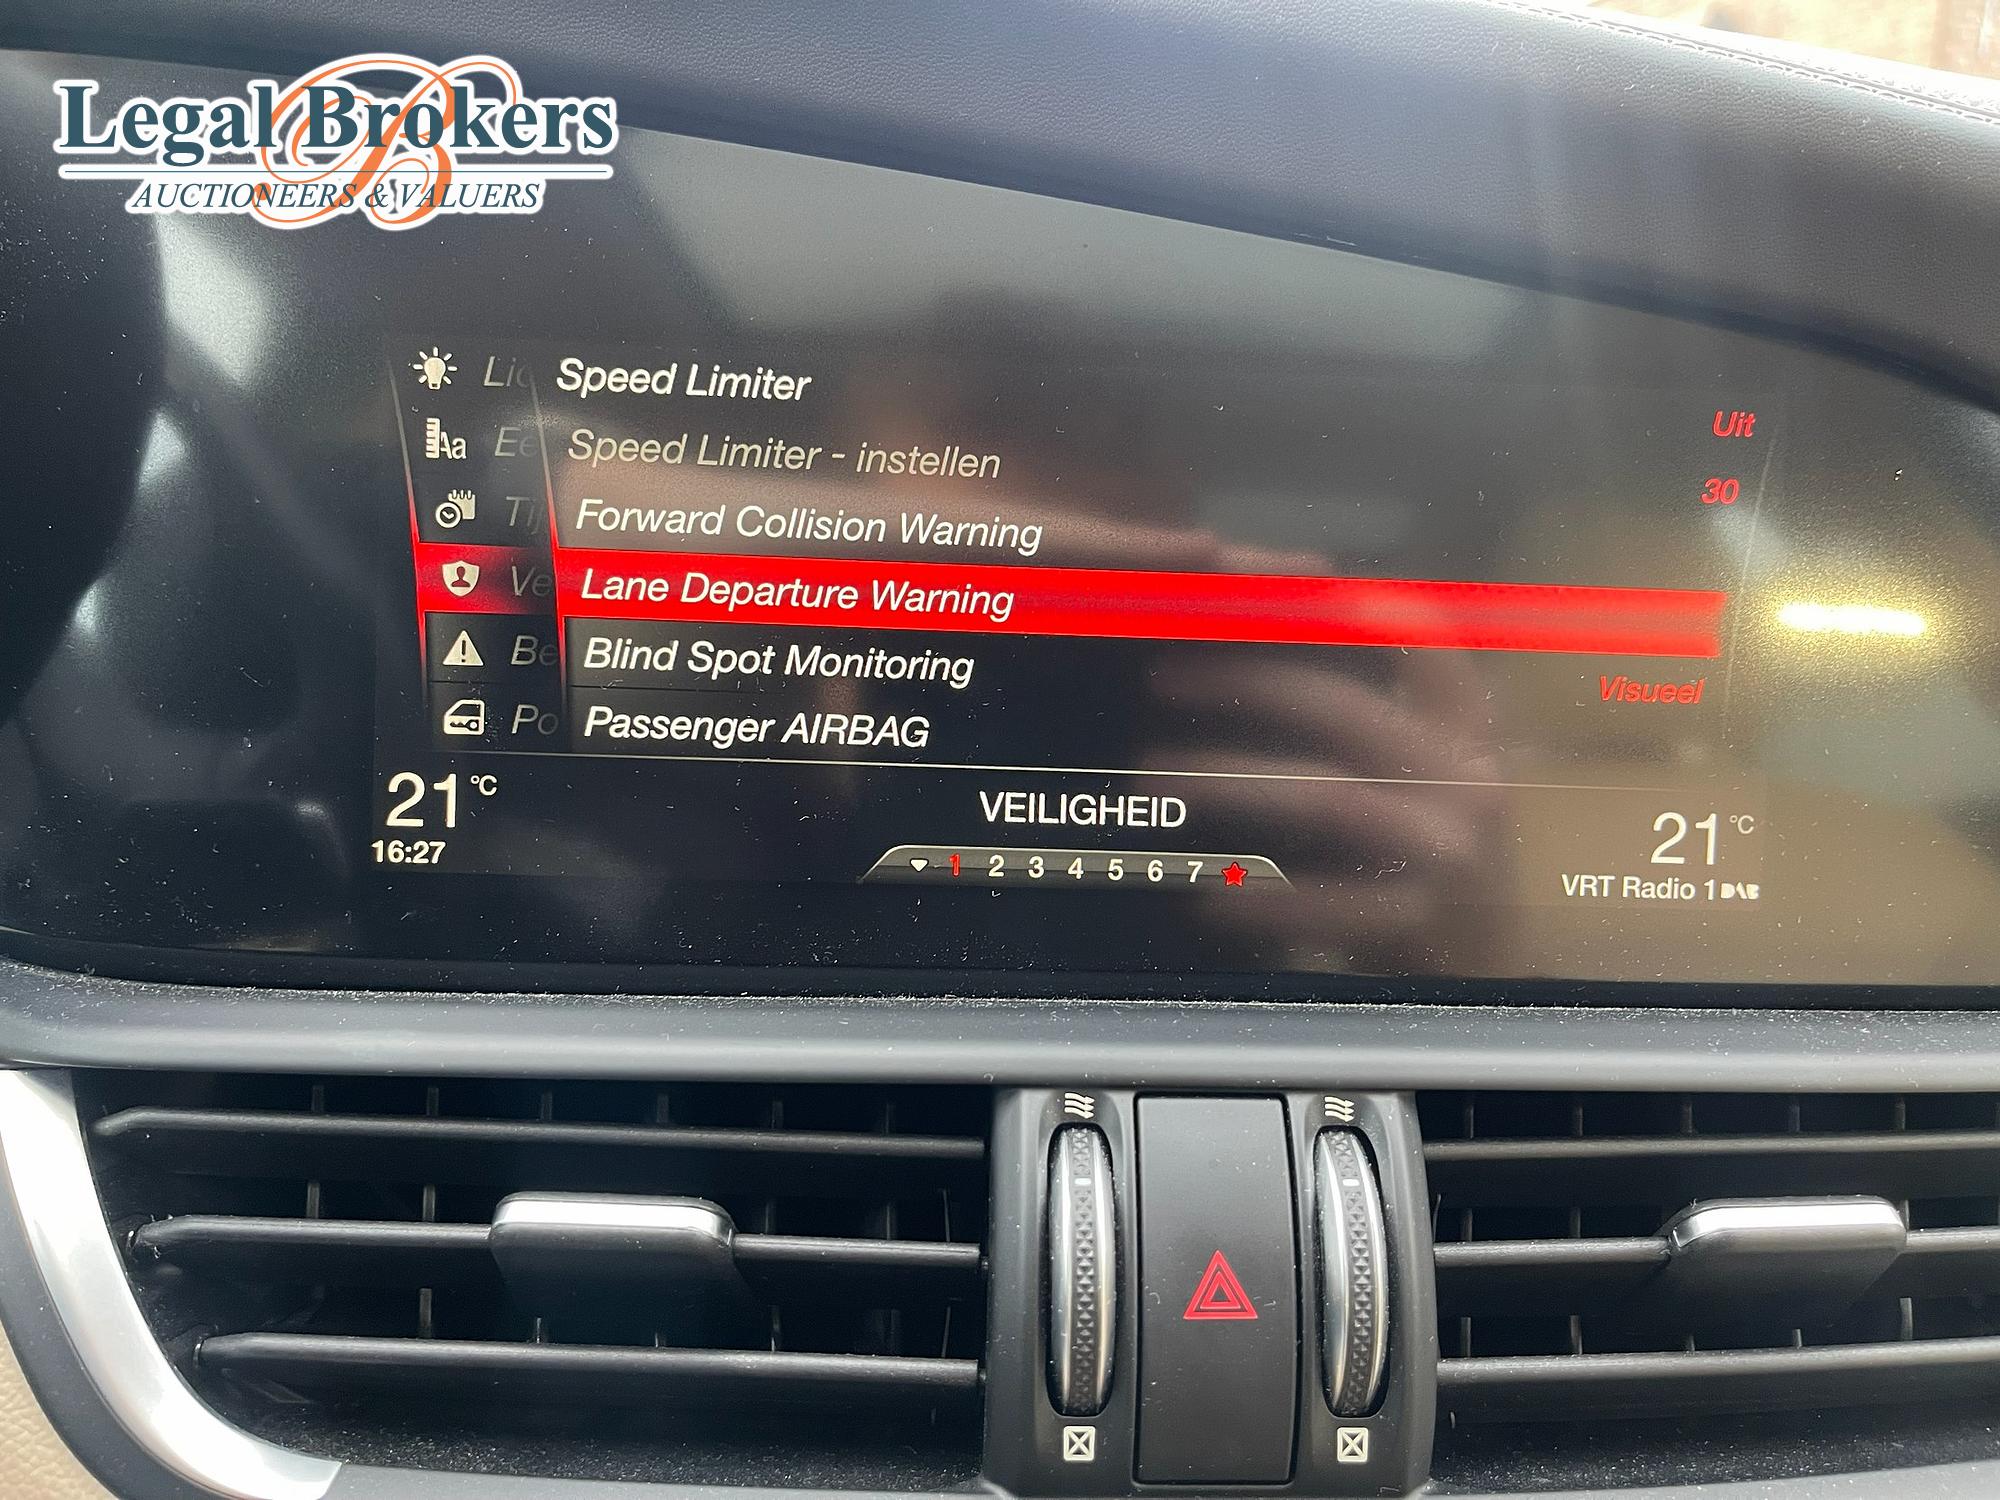 Legal Brokers
AUCTIONEERS & VALUERS
Speed Limiter
Uit
Aa
Speed Limiter - instellen
30
Forward Collision Warning
Lane Departure Warning
Blind Spot Monitoring
Visueel
Passenger AIRBAG
21 °C
VEILIGHEID
21 °C
16:27
1 2 3 4 5 6 7
VRT Radio 1 DAB